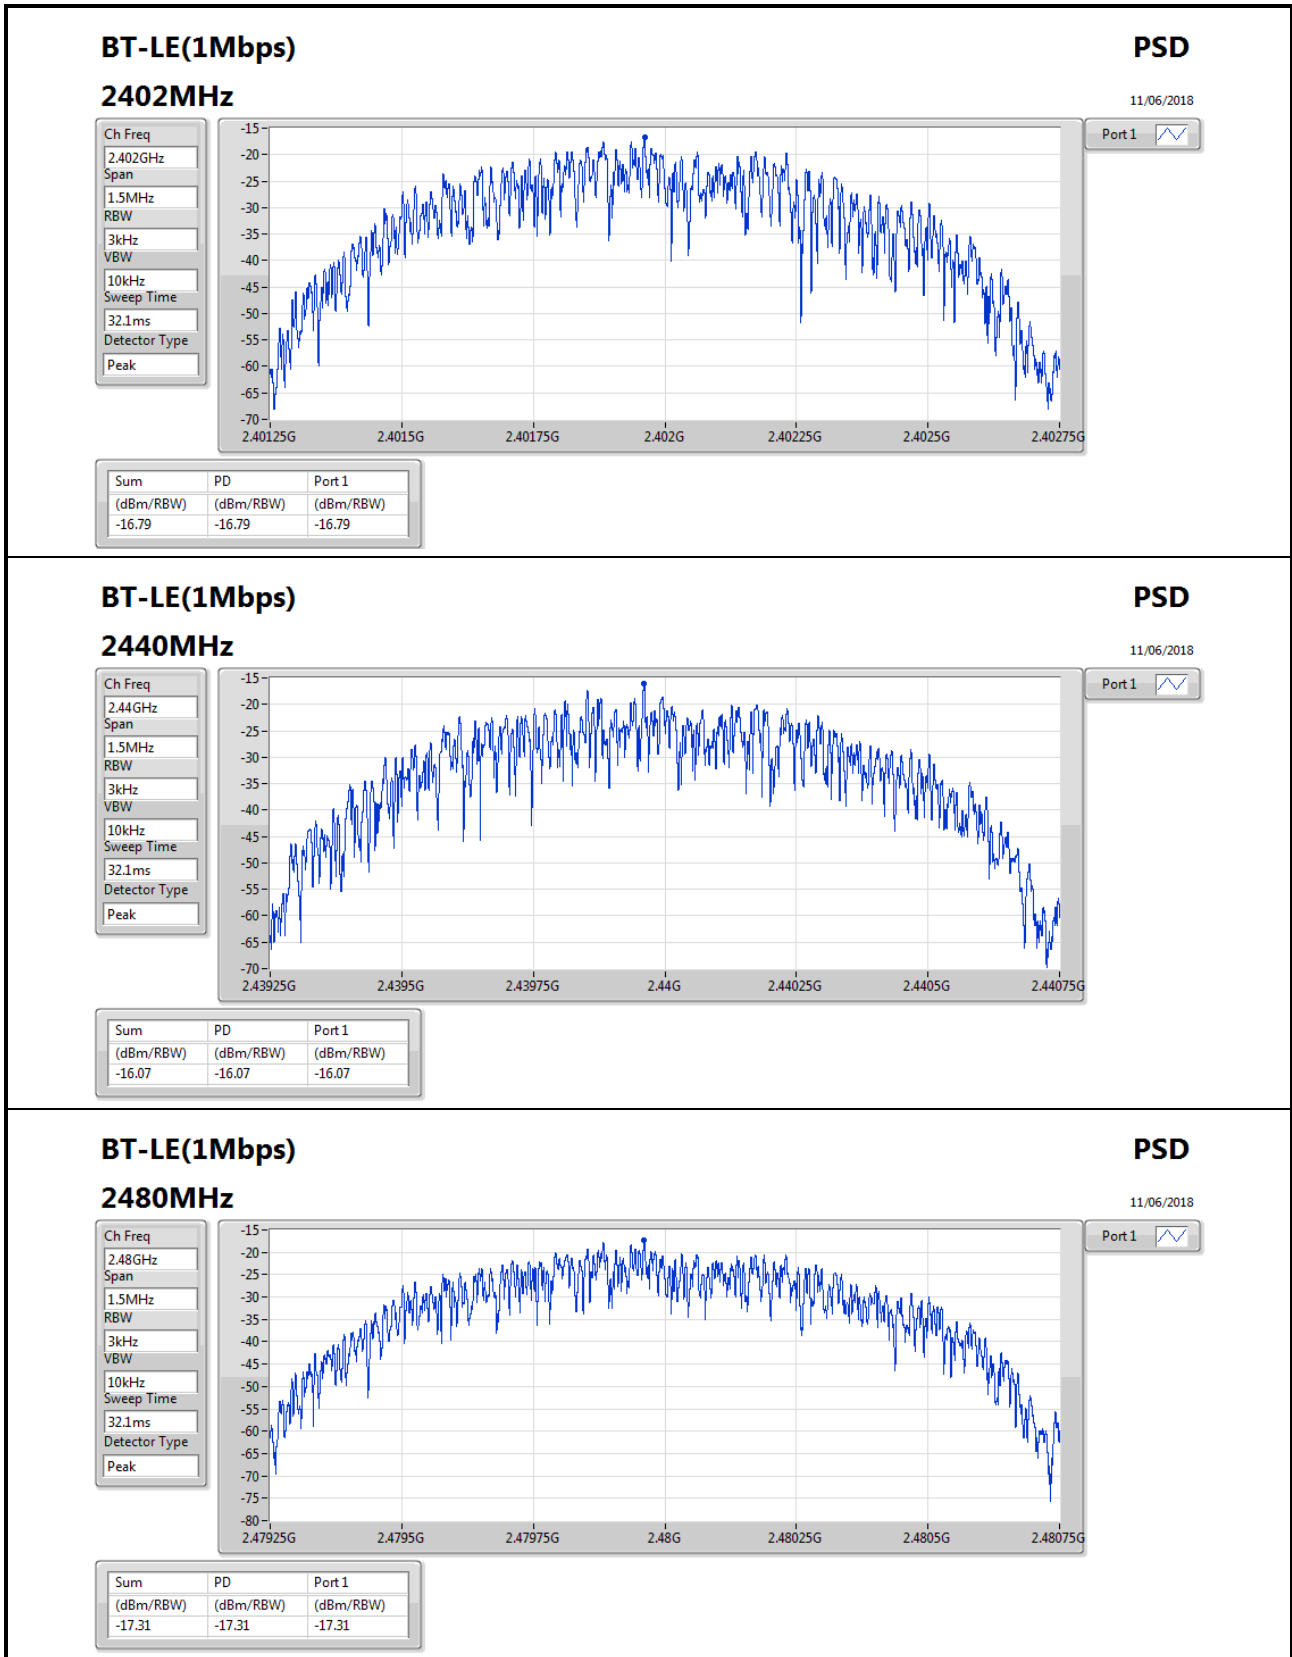 BT-LE(1Mbps) PSD
2402MHz 11/06/2018
Ch Freq
2.402GHz
Span
1.5MHz
RBW
3kHz
VBW
10kHz
Sweep Time
32.1ms
Detector Type
Peak
-15
-20
-25
-30
-35
-40
-45
-50
-55
-60
-65
-70
2.40125G 2.4015G 2.40175G 2.402G 2.40225G 2.4025G 2.40275G
Port 1
Sum PD Port 1
(dBm/RBW) (dBm/RBW) (dBm/RBW)
-16.79 -16.79 -16.79
BT-LE(1Mbps) PSD
2440MHz 11/06/2018
Ch Freq
2.44GHz
Span
1.5MHz
RBW
3kHz
VBW
10kHz
Sweep Time
32.1ms
Detector Type
Peak
-15
-20
-25
-30
-35
-40
-45
-50
-55
-60
-65
-70
2.43925G 2.4395G 2.43975G 2.44G 2.44025G 2.4405G 2.44075G
Port 1
Sum PD Port 1
(dBm/RBW) (dBm/RBW) (dBm/RBW)
-16.07 -16.07 -16.07
BT-LE(1Mbps) PSD
2480MHz 11/06/2018
Ch Freq
2.48GHz
Span
1.5MHz
RBW
3kHz
VBW
10kHz
Sweep Time
32.1ms
Detector Type
Peak
-15
-20
-25
-30
-35
-40
-45
-50
-55
-60
-65
-70
-75
-80
2.47925G 2.4795G 2.47975G 2.48G 2.48025G 2.4805G 2.48075G
Port 1
Sum PD Port 1
(dBm/RBW) (dBm/RBW) (dBm/RBW)
-17.31 -17.31 -17.31